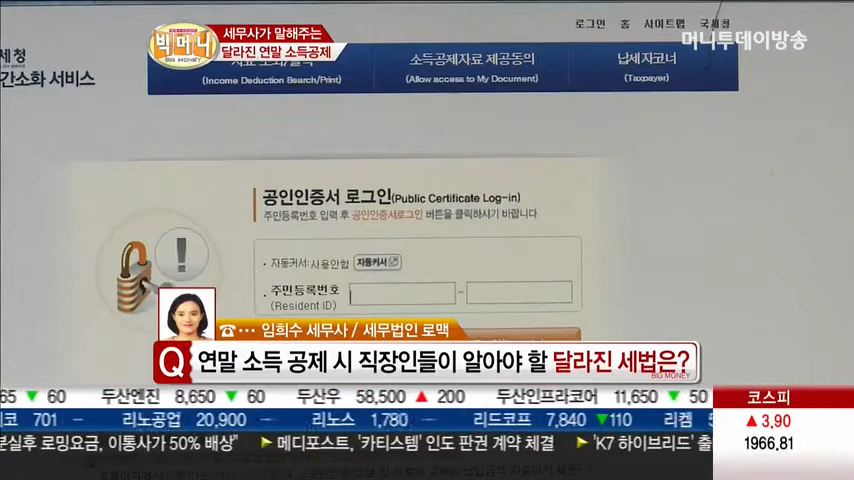 로그인 홈 사이트맵 국세청
머니투데이방송
빅머니
BIG MONEY
세무사가 말해주는
달라진 연말 소득공제
세청
간소화 서비스
(Income Deduction Search/Print)
소득공제자료 제공동의
(Allow access to My Document)
납세자코너
(Taxpayer)
공인인증서 로그인(Public Certificate Log-in)
주민등록번호 입력 후 공인인증서로그인 버튼을 클릭하시기 바랍니다
· 자동커서:사용안함 자동커서
· 주민등록번호 -
(Resident ID)
☎… 임희수 세무사 / 세무법인 로맥
Q 연말 소득 공제 시 직장인들이 알아야 할 달라진 세법은?
BIG MONEY
65 ▼ 60 두산엔진 8,650 ▼ 60 두산우 58,500 ▲ 200 두산인프라코어 11,650 ▼ 50
코 701 – 리노공업 20,900 – 리노스 1,780 – 리드코프 7,840 ▼110 리켐
분실후 로밍요금, 이통사가 50% 배상" ▶ 메디포스트, '카티스템' 인도 판권 계약 체결 ▶ 'K7 하이브리드' 출
코스피
▲ 3.90
1966.81